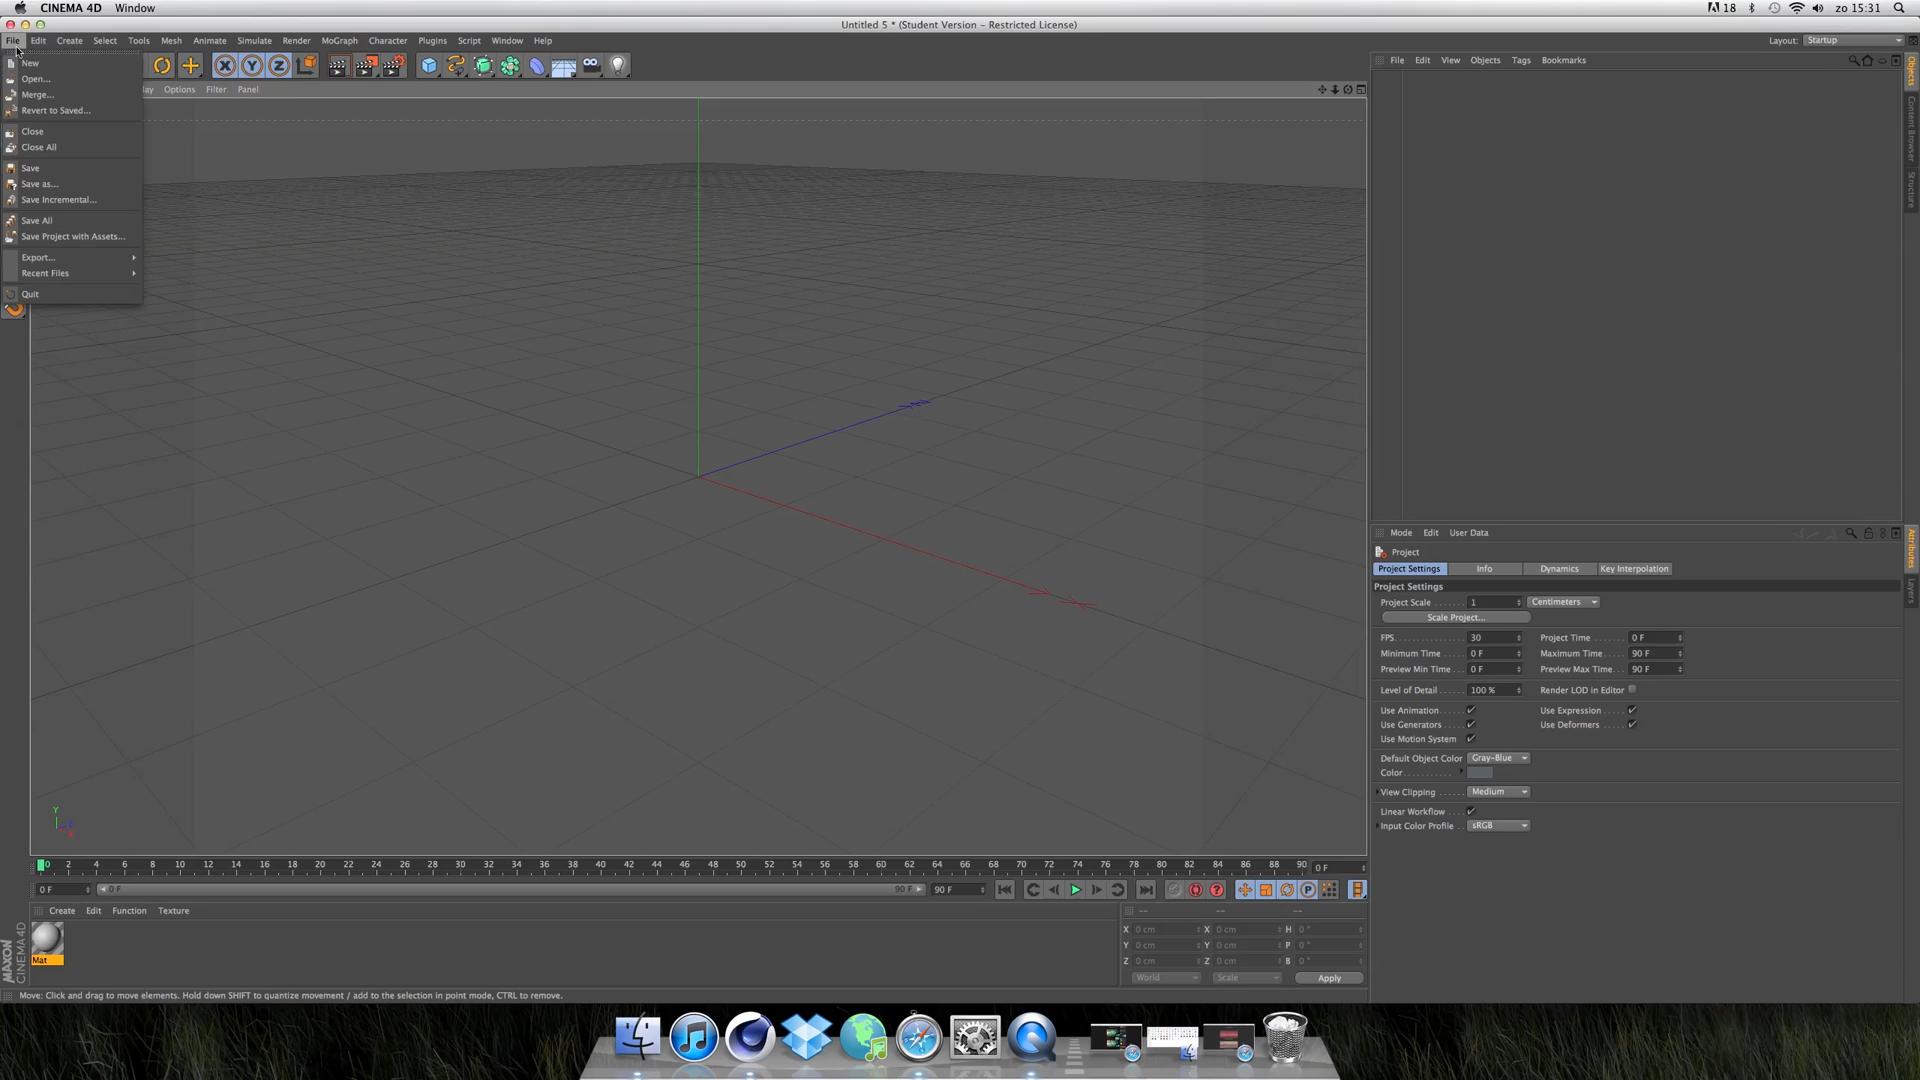 CINEMA 4D Window
18 zo 15:31
Untitled 5 * (Student Version - Restricted License)
File Edit Create Select Tools Mesh Animate Simulate Render MoGraph Character Plugins Script Window Help
Layout: Startup
New
Open...
Merge...
Revert to Saved...
Close
Close All
Save
Save as...
Save Incremental...
Save All
Save Project with Assets...
Export...
Recent Files
Quit
X Y Z
Options Filter Panel
File Edit View Objects Tags Bookmarks
Objects
Content Browser
Structure
Mode Edit User Data
Attributes
Layers
Project
Project Settings Info Dynamics Key Interpolation
Project Settings
Project Scale ....... 1 Centimeters
Scale Project...
FPS 30 Project Time 0 F
Minimum Time 0 F Maximum Time 90 F
Preview Min Time 0 F Preview Max Time 90 F
Level of Detail 100 % Render LOD in Editor
Use Animation Use Expression
Use Generators Use Deformers
Use Motion System
Default Object Color Gray-Blue
Color
View Clipping Medium
Linear Workflow
Input Color Profile sRGB
Y
0 2 4 6 8 10 12 14 16 18 20 22 24 26 28 30 32 34 36 38 40 42 44 46 48 50 52 54 56 58 60 62 64 66 68 70 72 74 76 78 80 82 84 86 88 90 0 F
0 F 0 F 90 F 90 F
P
Create Edit Function Texture
-- -- --
X 0 cm X 0 cm H 0 °
Y 0 cm Y 0 cm P 0 °
Z 0 cm Z 0 cm B 0 °
World Scale Apply
Mat
MAXON
CINEMA 4D
Move: Click and drag to move elements. Hold down SHIFT to quantize movement / add to the selection in point mode, CTRL to remove.